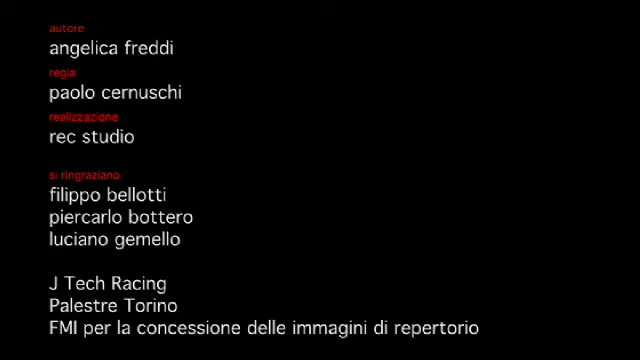 autore
angelica freddi
regia
paolo cernuschi
realizzazione
rec studio
si ringraziano
filippo bellotti
piercarlo bottero
luciano gemello
J Tech Racing
Palestre Torino
FMI per la concessione delle immagini di repertorio